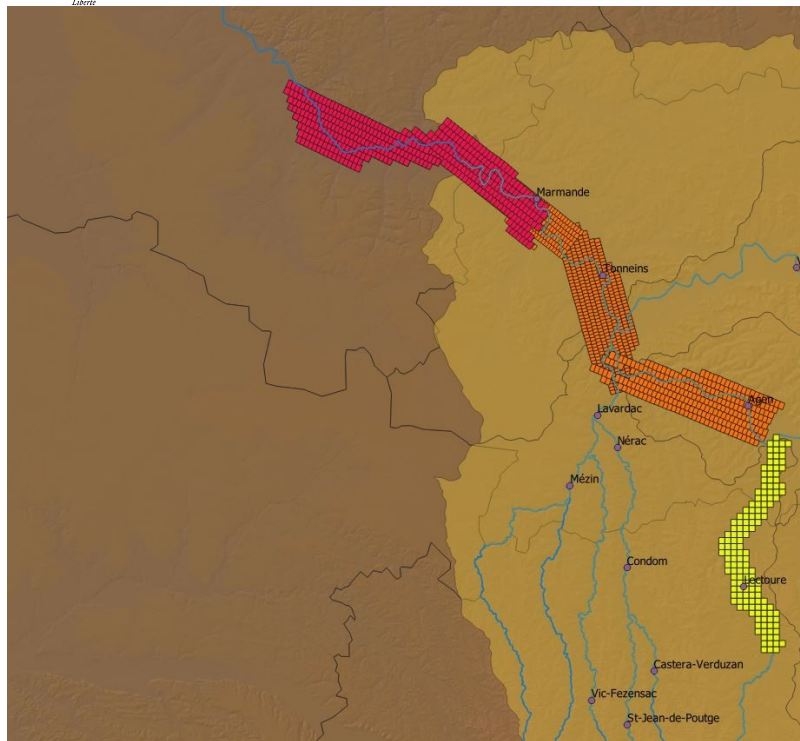 Liberté
Marmande
Tonneins
Agen
Lavardac
Nérac
Mézin
Condom
Lectoure
Castera-Verduzan
Vic-Fezensac
St-Jean-de-Poutge